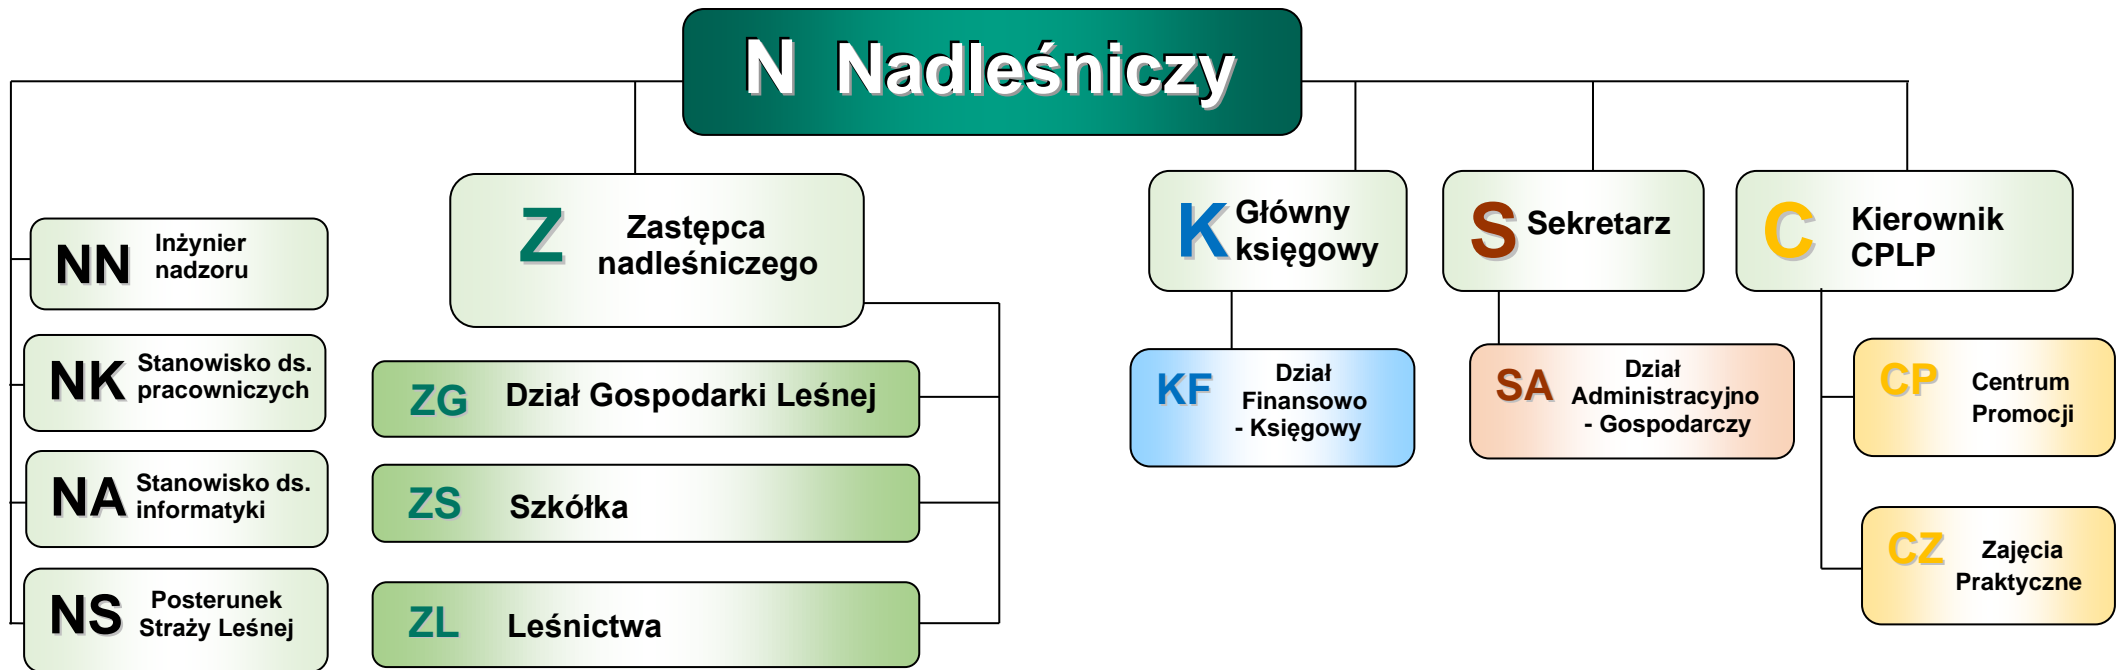 N Nadleśniczy
NN Inżynier
nadzoru
NK Stanowisko ds.
pracowniczych
NA Stanowisko ds.
informatyki
NS Posterunek
Straży Leśnej
Z Zastępca
nadleśniczego
ZG Dział Gospodarki Leśnej
ZS Szkółka
ZL Leśnictwa
K Główny
księgowy
KF Dział
Finansowo
- Księgowy
S Sekretarz
SA Dział
Administracyjno
- Gospodarczy
C Kierownik
CPLP
CP Centrum
Promocji
CZ Zajęcia
Praktyczne